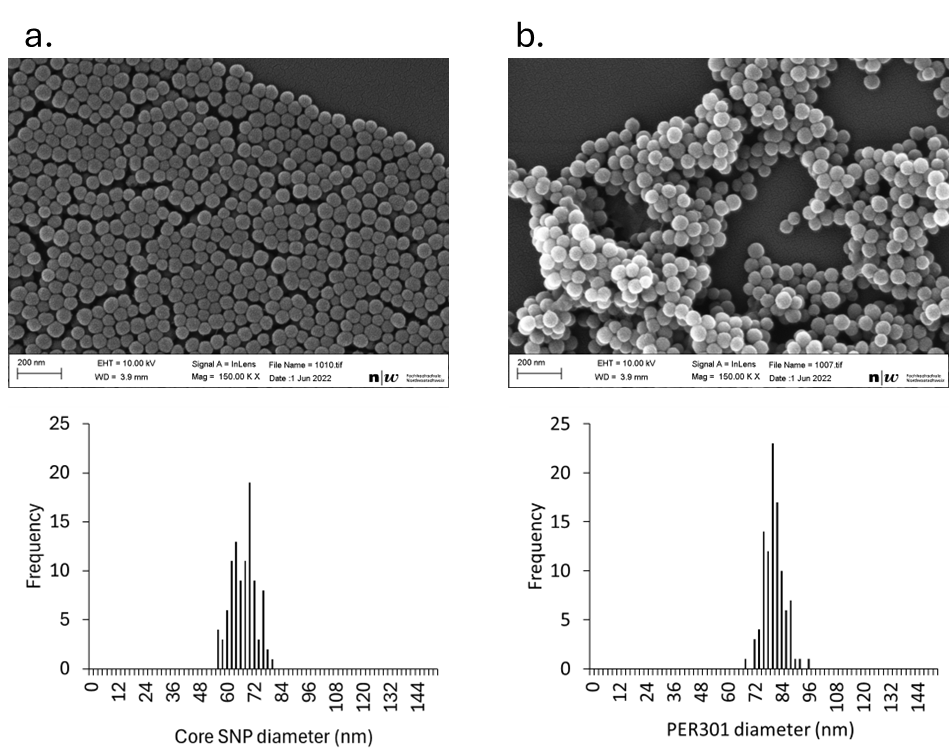 a.
b.
200 nm
EHT = 10.00 kV
Signal A = InLens
File Name = 1010.tif
WD = 3.9 mm
Mag = 150.00 K X
Date :1 Jun 2022
n|w
Fachhochschule
Nordwestschweiz
200 nm
EHT = 10.00 kV
Signal A = InLens
File Name = 1007.tif
WD = 3.9 mm
Mag = 150.00 K X
Date :1 Jun 2022
n|w
Fachhochschule
Nordwestschweiz
25
20
15
10
5
0
Frequency
0 12 24 36 48 60 72 84 96 108 120 132 144
Core SNP diameter (nm)
25
20
15
10
5
0
Frequency
0 12 24 36 48 60 72 84 96 108 120 132 144
PER301 diameter (nm)